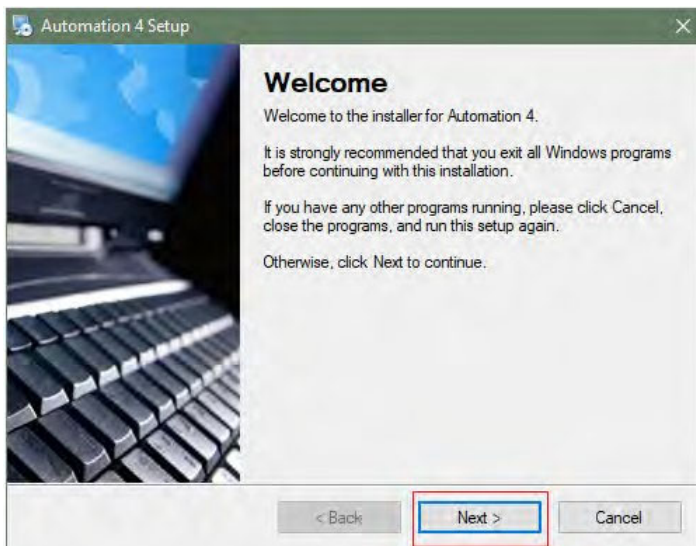 Automation 4 Setup
Welcome
Welcome to the installer for Automation 4.
It is strongly recommended that you exit all Windows programs
before continuing with this installation.
If you have any other programs running, please click Cancel,
close the programs, and run this setup again.
Otherwise, click Next to continue.
< Back
Next >
Cancel